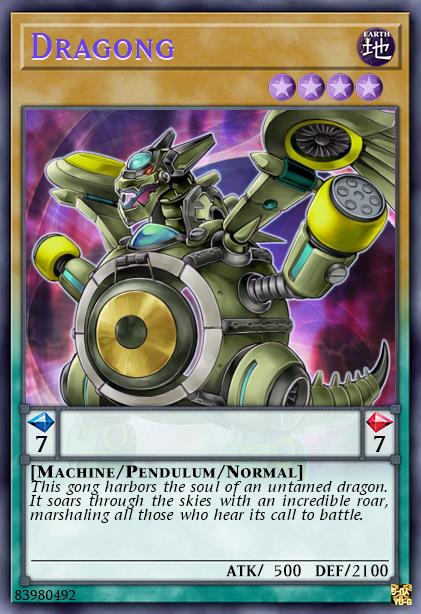 DRAGONG
EARTH
地
7 7
[MACHINE/PENDULUM/NORMAL]
This gong harbors the soul of an untamed dragon.
It soars through the skies with an incredible roar,
marshaling all those who hear its call to battle.
ATK/ 500 DEF/2100
83980492